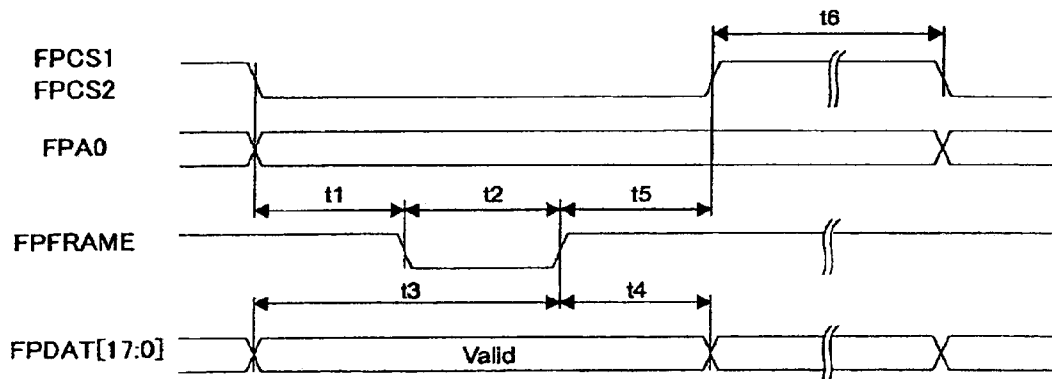 t6
FPCS1
FPCS2
FPA0
t1 t2 t5
FPFRAME
t3 t4
FPDAT[17:0] Valid